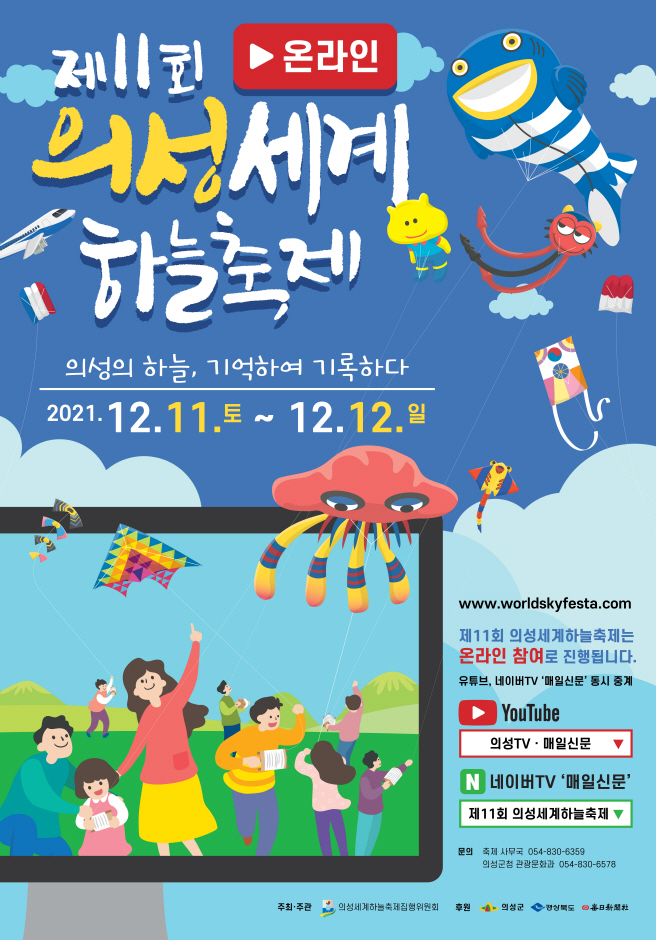 제11회
온라인
의성세계
하늘축제
의성의 하늘, 기억하여 기록하다
2021. 12.11.토 ~ 12.12.일
www.worldskyfesta.com
제11회 의성세계하늘축제는
온라인 참여로 진행됩니다.
유튜브, 네이버TV '매일신문' 동시 중계
YouTube
의성TV · 매일신문 ▼
N 네이버TV '매일신문'
제11회 의성세계하늘축제 ▼
문의 축제 사무국 054-830-6359
의성군청 관광문화과 054-830-6578
주최·주관 의성세계하늘축제집행위원회 후원 의성군 경상북도 每日新聞社